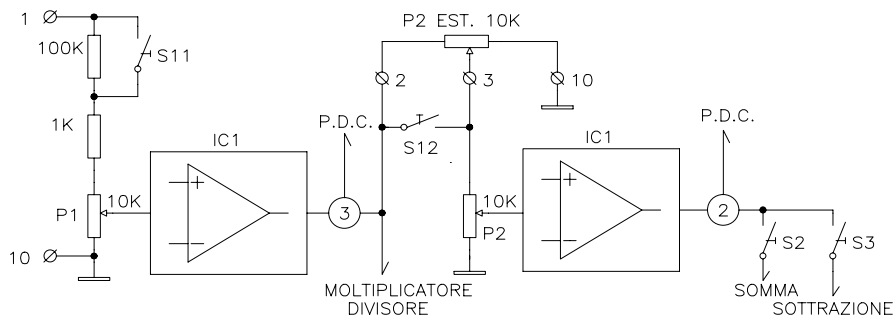 1
100K
S11
1K
P1
10K
10
IC1
+
P.D.C.
3
MOLTIPLICATORE
DIVISORE
P2 EST. 10K
2
3
10
S12
10K
P2
IC1
+
P.D.C.
2
S2
S3
SOMMA
SOTTRAZIONE